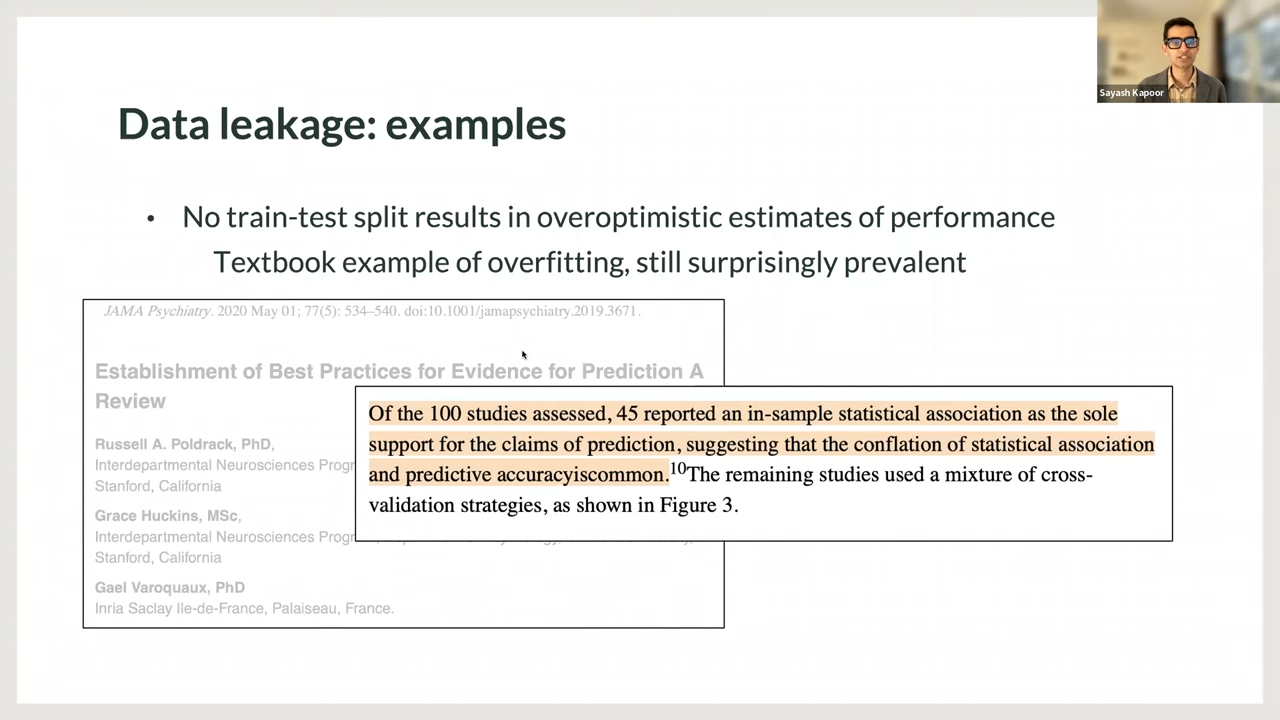 Sayash Kapoor
Data leakage: examples
• No train-test split results in overoptimistic estimates of performance
Textbook example of overfitting, still surprisingly prevalent
JAMA Psychiatry. 2020 May 01; 77(5): 534–540. doi:10.1001/jamapsychiatry.2019.3671.
Establishment of Best Practices for Evidence for Prediction A
Review
Russell A. Poldrack, PhD,
Interdepartmental Neurosciences Progr
Stanford, California
Grace Huckins, MSc,
Interdepartmental Neurosciences Progr
Stanford, California
Gael Varoquaux, PhD
Inria Saclay Ile-de-France, Palaiseau, France.
Of the 100 studies assessed, 45 reported an in-sample statistical association as the sole
support for the claims of prediction, suggesting that the conflation of statistical association
and predictive accuracyiscommon.10The remaining studies used a mixture of cross-
validation strategies, as shown in Figure 3.